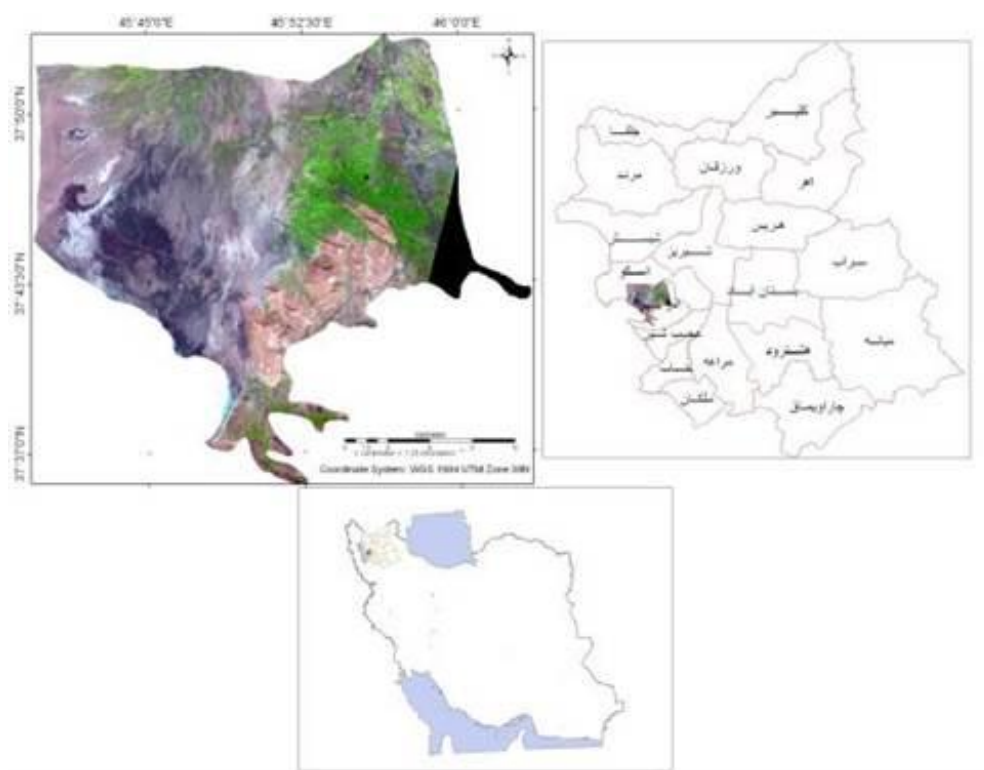 45°45'0"E
45°52'30"E
46°0'0"E
37°50'0"N
37°43'30"N
37°37'0"N
Coordinate System: WGS 1984 UTM Zone 38N
کلیبر
جلفا
مرند
ورزقان
اهر
هریس
شبستر
تبریز
سراب
اسکو
بستان آباد
عجب شیر
هشترود
میانه
مراغه
بناب
ملکان
چاراویماق